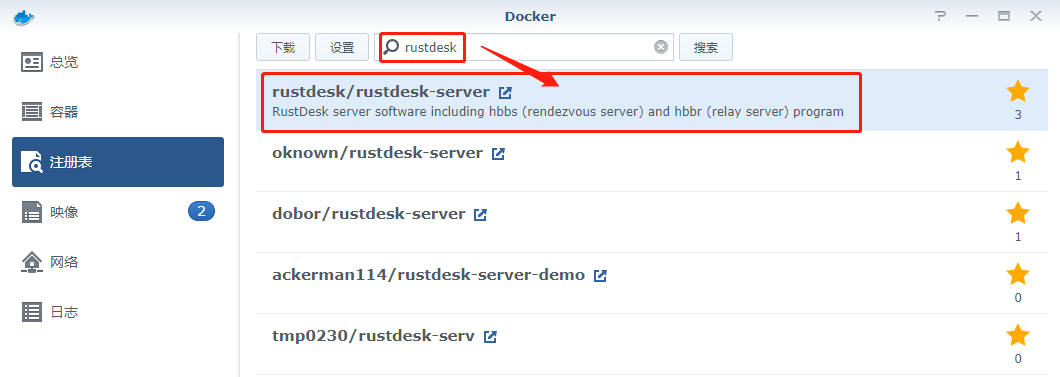 Docker
总览
容器
注册表
映像
2
网络
日志
下载
设置
rustdesk
搜索
rustdesk/rustdesk-server
RustDesk server software including hbbs (rendezvous server) and hbbr (relay server) program
3
oknown/rustdesk-server
1
dobor/rustdesk-server
1
ackerman114/rustdesk-server-demo
0
tmp0230/rustdesk-serv
0